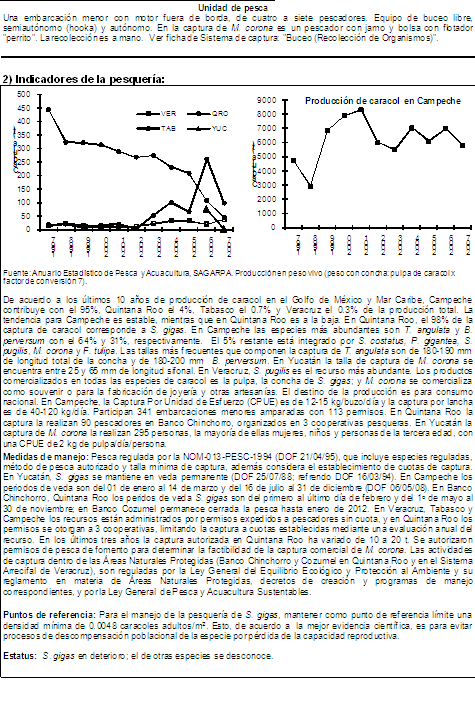 Unidad de pesca
Una embarcación menor con motor fuera de borda, de cuatro a siete pescadores. Equipo de buceo libre,
semiautónomo (hooka) y autónomo. En la captura de M. corona es un pescador con jamo y bolsa con flotador
"perrito". La recolección es a mano. Ver ficha de Sistema de captura: "Buceo (Recolección de Organismos)".
2) Indicadores de la pesquería:
500
450
400
350
300
250
200
150
100
50
0
VER
QRO
TAB
YUC
Producción de caracol en Campeche
9000
8000
7000
6000
5000
4000
3000
2000
1000
0
Fuente: Anuario Estadístico de Pesca y Acuacultura, SAGARPA. Producción en peso vivo (peso con concha: pulpa de caracol x
factor de conversión 7).
De acuerdo a los últimos 10 años de producción de caracol en el Golfo de México y Mar Caribe, Campeche
contribuye con el 95%, Quintana Roo el 4%, Tabasco el 0.7% y Veracruz el 0.3% de la producción total. La
tendencia para Campeche es estable, mientras que en Quintana Roo es a la baja. En Quintana Roo, el 98% de la
captura de caracol corresponde a S. gigas. En Campeche las especies más abundantes son T. angulata y B.
perversum con el 64% y 31%, respectivamente. El 5% restante está integrado por S. costatus, P. gigantea, S.
pugilis, M. corona y F. tulipa. Las tallas más frecuentes que componen la captura de T. angulata son de 180-190 mm
de longitud total de la concha y de 180-200 mm B. perversum. En Yucatán la talla de captura de M. corona se
encuentra entre 25 y 65 mm de longitud sifonal. En Veracruz, S. pugilis es el recurso más abundante. Los productos
comercializados en todas las especies de caracol es la pulpa, la concha de S. gigas; y M. corona se comercializa
como souvenir o para la fabricación de joyería y otras artesanías. El destino de la producción es para consumo
nacional. En Campeche, la Captura Por Unidad de Esfuerzo (CPUE) es de 12-15 kg/buzo/día y la captura por lancha
es de 40-120 kg/día. Participan 341 embarcaciones menores amparadas con 113 permisos. En Quintana Roo la
captura la realizan 90 pescadores en Banco Chinchorro, organizados en 3 cooperativas pesqueras. En Yucatán la
captura de M. corona la realizan 295 personas, la mayoría de ellas mujeres, niños y personas de la tercera edad, con
una CPUE de 2 kg de pulpa/día/persona.
Medidas de manejo: Pesca regulada por la NOM-013-PESC-1994 (DOF 21/04/95), que incluye especies reguladas,
método de pesca autorizado y talla mínima de captura, además considera el establecimiento de cuotas de captura.
En Yucatán, S. gigas se mantiene en veda permanente (DOF 25/07/88; refrendo DOF 16/03/94). En Campeche los
periodos de veda son del 01 de enero al 14 de marzo y del 16 de julio al 31 de diciembre (DOF 06/05/08). En Banco
Chinchorro, Quintana Roo los periodos de veda S. gigas son del primero al último día de febrero y del 1º de mayo al
30 de noviembre; en Banco Cozumel permanece cerrada la pesca hasta enero de 2012. En Veracruz, Tabasco y
Campeche los recursos están administrados por permisos expedidos a pescadores sin cuota, y en Quintana Roo los
permisos se otorgan a 3 cooperativas, limitando la captura a cuotas establecidas mediante una evaluación anual del
recurso. En los últimos tres años la captura autorizada en Quintana Roo ha variado de 10 a 20 t. Se autorizaron
permisos de pesca de fomento para determinar la factibilidad de la captura comercial de M. corona. Las actividades
de captura dentro de las Áreas Naturales Protegidas (Banco Chinchorro y Cozumel en Quintana Roo y en el Sistema
Arrecifal de Veracruz), son reguladas por la Ley General del Equilibrio Ecológico y Protección al Ambiente y su
reglamento en materia de Áreas Naturales Protegidas, decretos de creación y programas de manejo
correspondientes, y por la Ley General de Pesca y Acuacultura Sustentables.
Puntos de referencia: Para el manejo de la pesquería de S. gigas, mantener como punto de referencia límite una
densidad mínima de 0.0048 caracoles adultos/m². Esto, de acuerdo a la mejor evidencia científica, es para evitar
procesos de descompensación poblacional de la especie por pérdida de la capacidad reproductiva.
Estatus: S. gigas en deterioro; el de otras especies se desconoce.